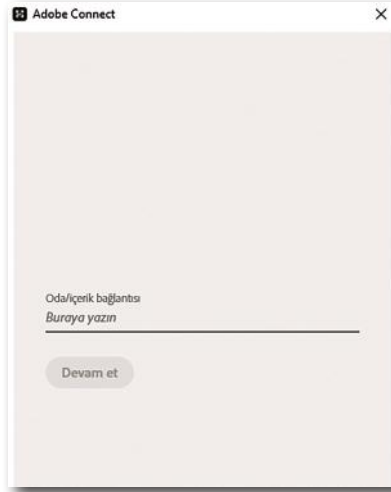 Adobe Connect
Oda/içerik bağlantısı
Buraya yazın
Devam et